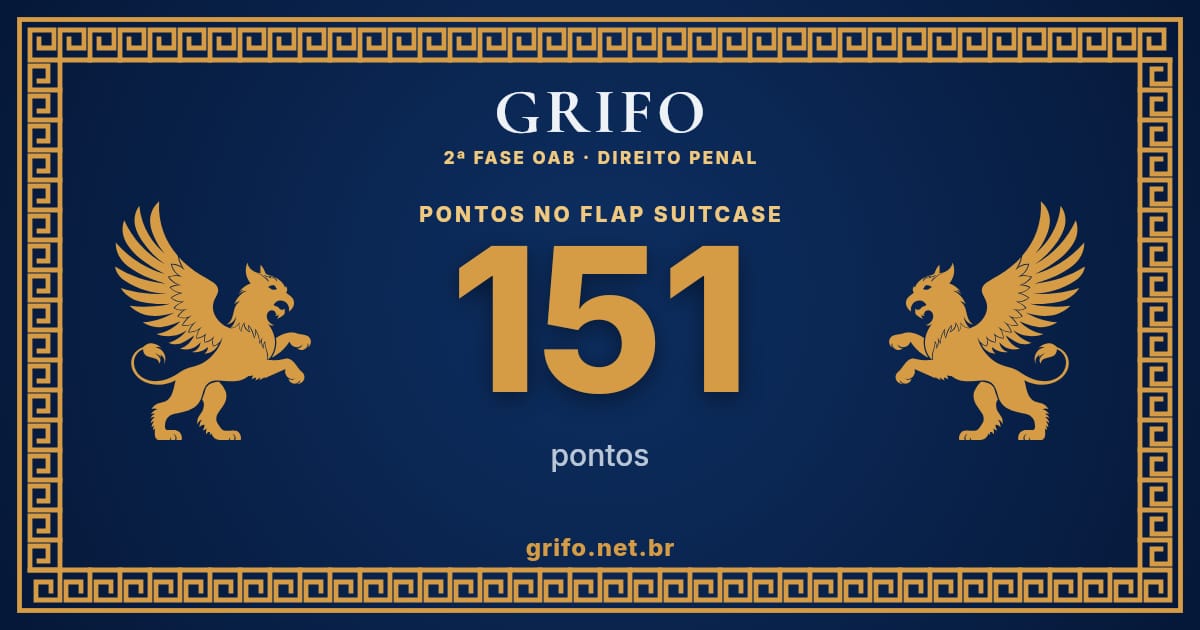 GRIFO
2ª FASE OAB · DIREITO PENAL
PONTOS NO FLAP SUITCASE
151
pontos
grifo.net.br